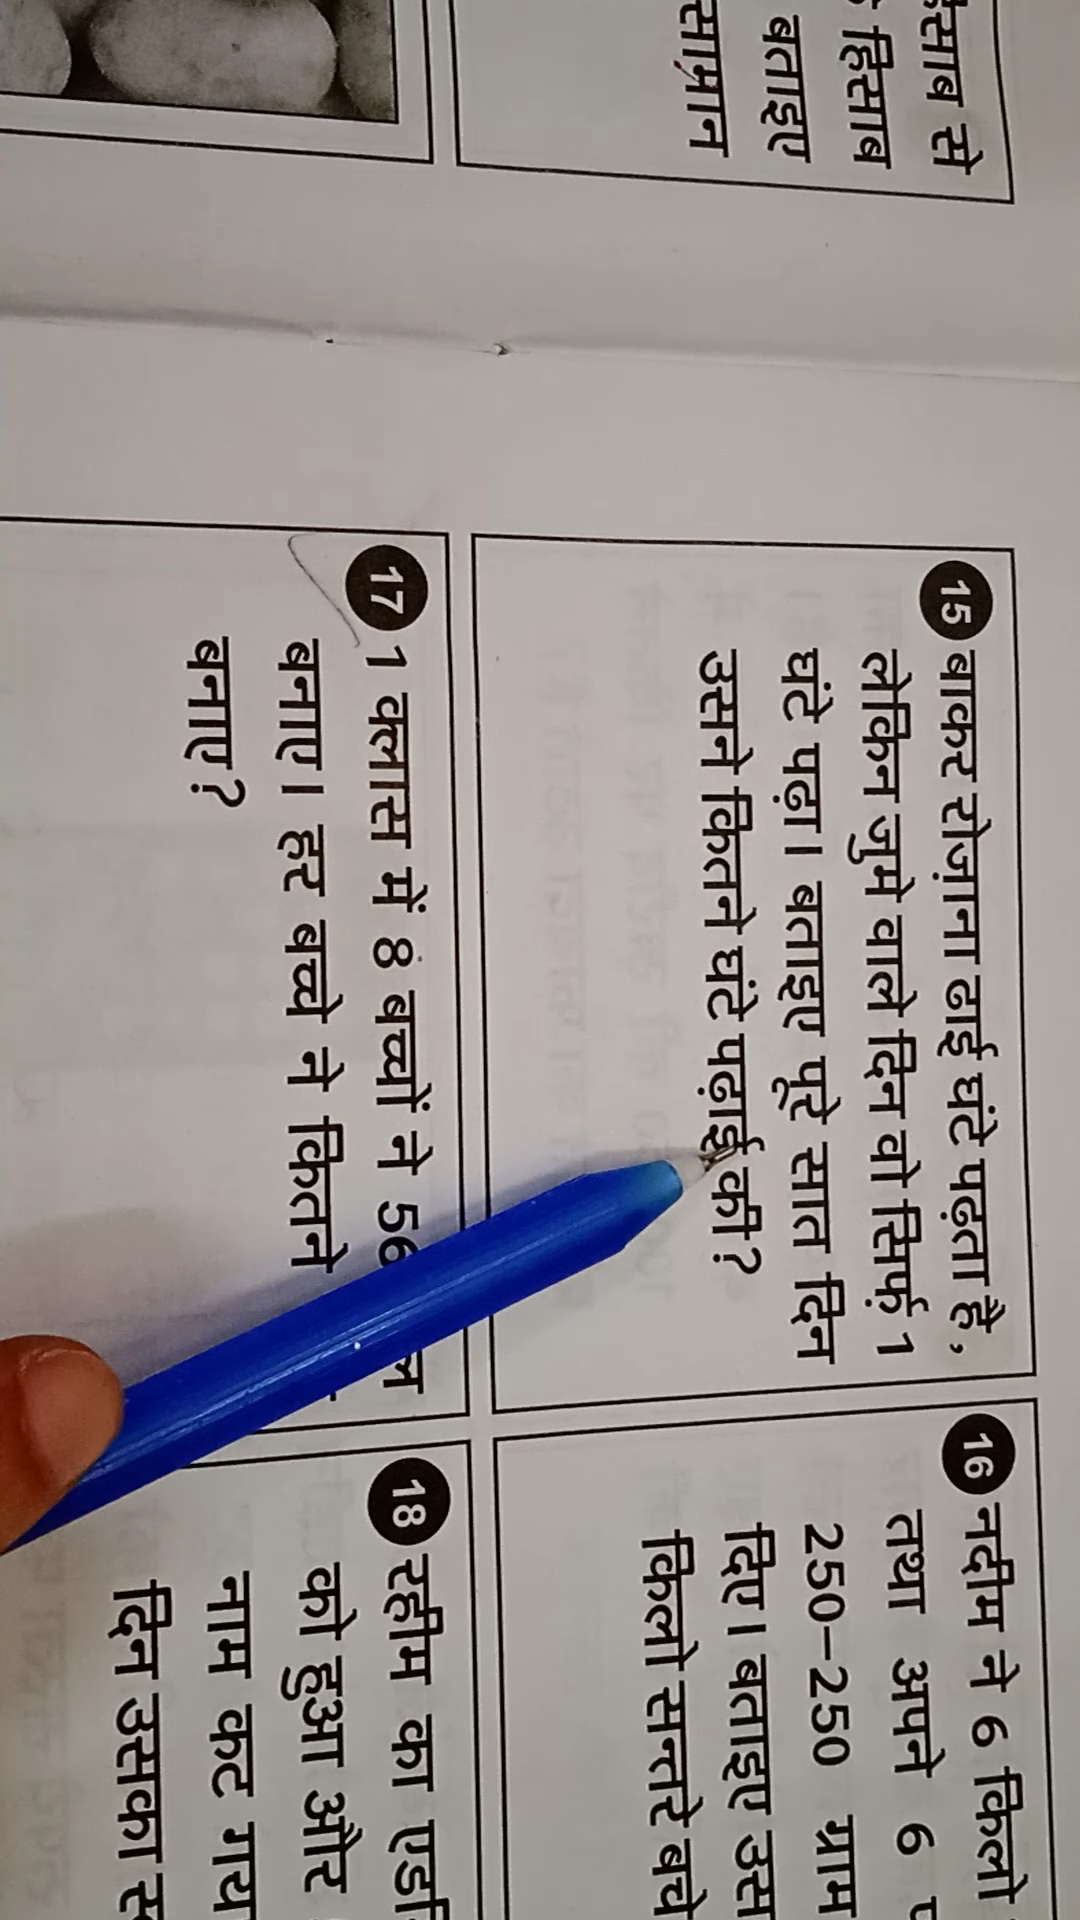 साब से
हिसाब
बताइए
सामान
15 बाकर रोज़ाना ढाई घंटे पढ़ता है,
लेकिन जुमे वाले दिन वो सिर्फ़ 1
घंटे पढ़ा। बताइए पूरे सात दिन
उसने कितने घंटे पढ़ाई की?
16 नदीम ने 6 किलो
तथा अपने 6
250–250 ग्राम
दिए। बताइए उस
किलो सन्तरे बचे
17 1 क्लास में 8 बच्चों ने 56
बनाए। हर बच्चे ने कितने
बनाए?
18 रहीम का
को हुआ और
नाम कट गय
दिन उसका